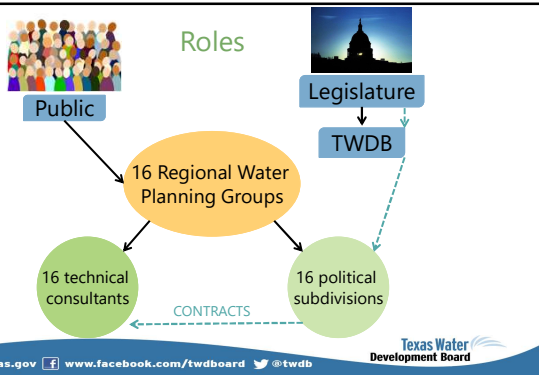 Roles
Public
Legislature
TWDB
16 Regional Water
Planning Groups
16 technical
consultants
16 political
subdivisions
CONTRACTS
Texas Water
Development Board
as.gov www.facebook.com/twdboard @twdb